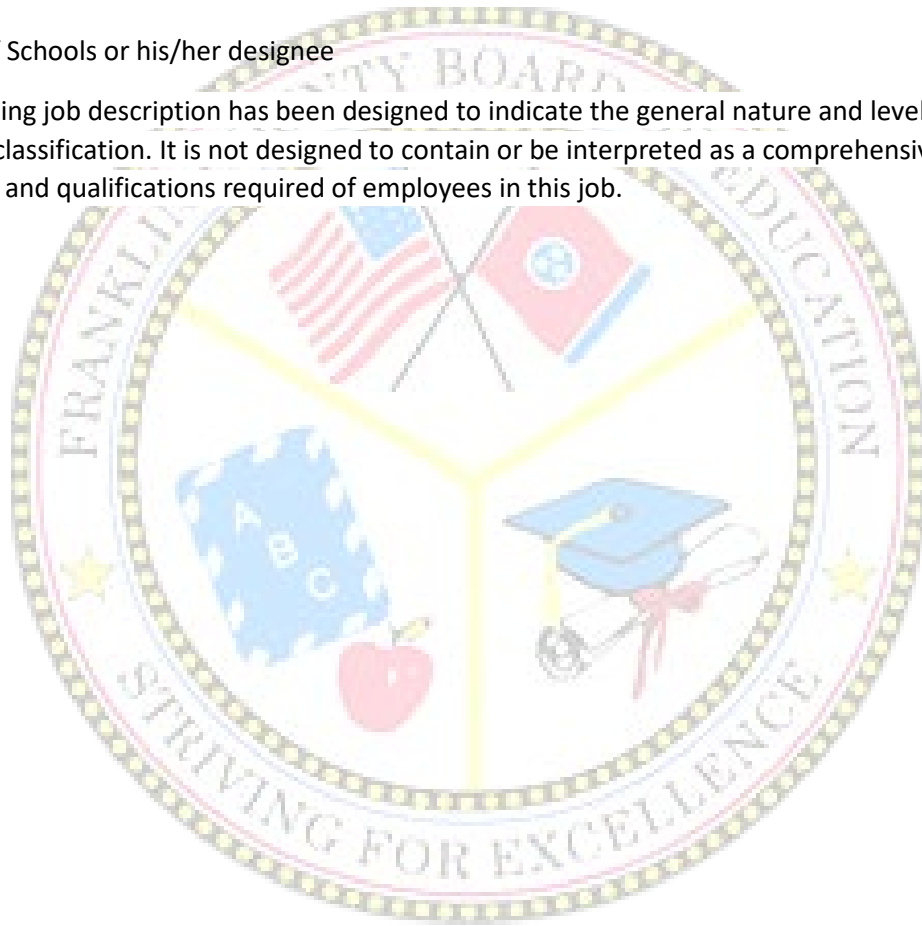 Schools or his/her designee
ing job description has been designed to indicate the general nature and level
classification. It is not designed to contain or be interpreted as a comprehensiv
and qualifications required of employees in this job.
FRANKLI NTY BOARD EDUCATION
A
B
C
STRIVING FOR EXCELLENCE